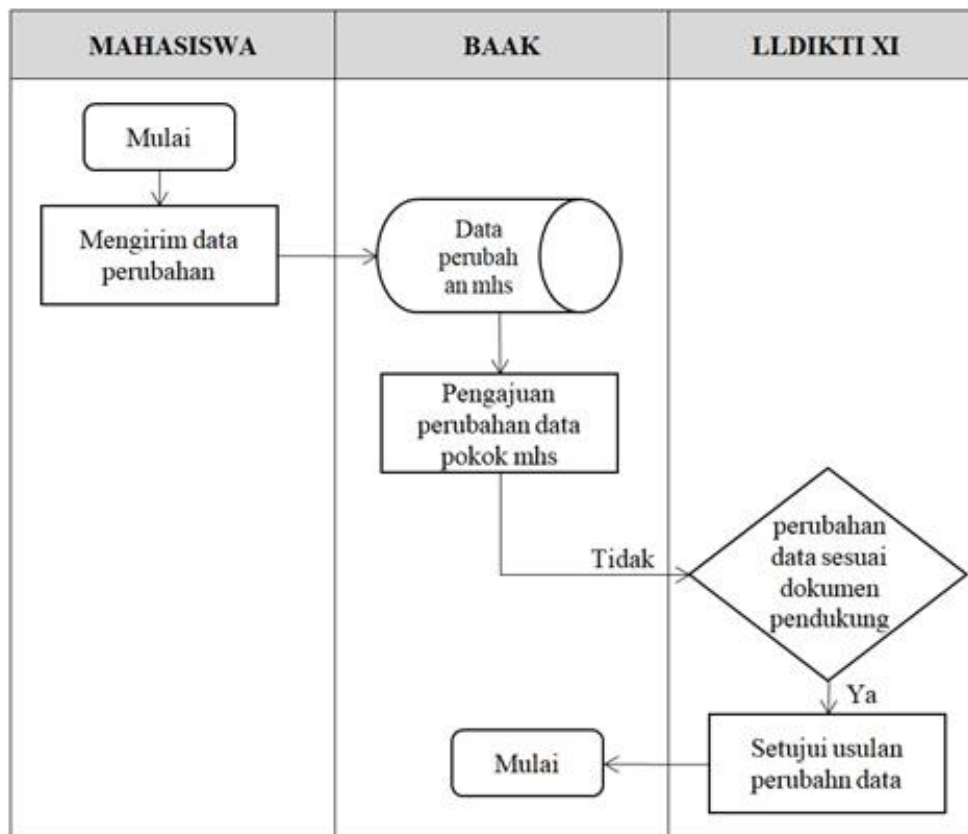 MAHASISWA
BAAK
LLDIKTI XI
Mulai
Mengirim data
perubahan
Data
perubah
an mhs
Pengajuan
perubahan data
pokok mhs
Tidak
perubahan
data sesuai
dokumen
pendukung
Ya
Setujui usulan
perubahn data
Mulai